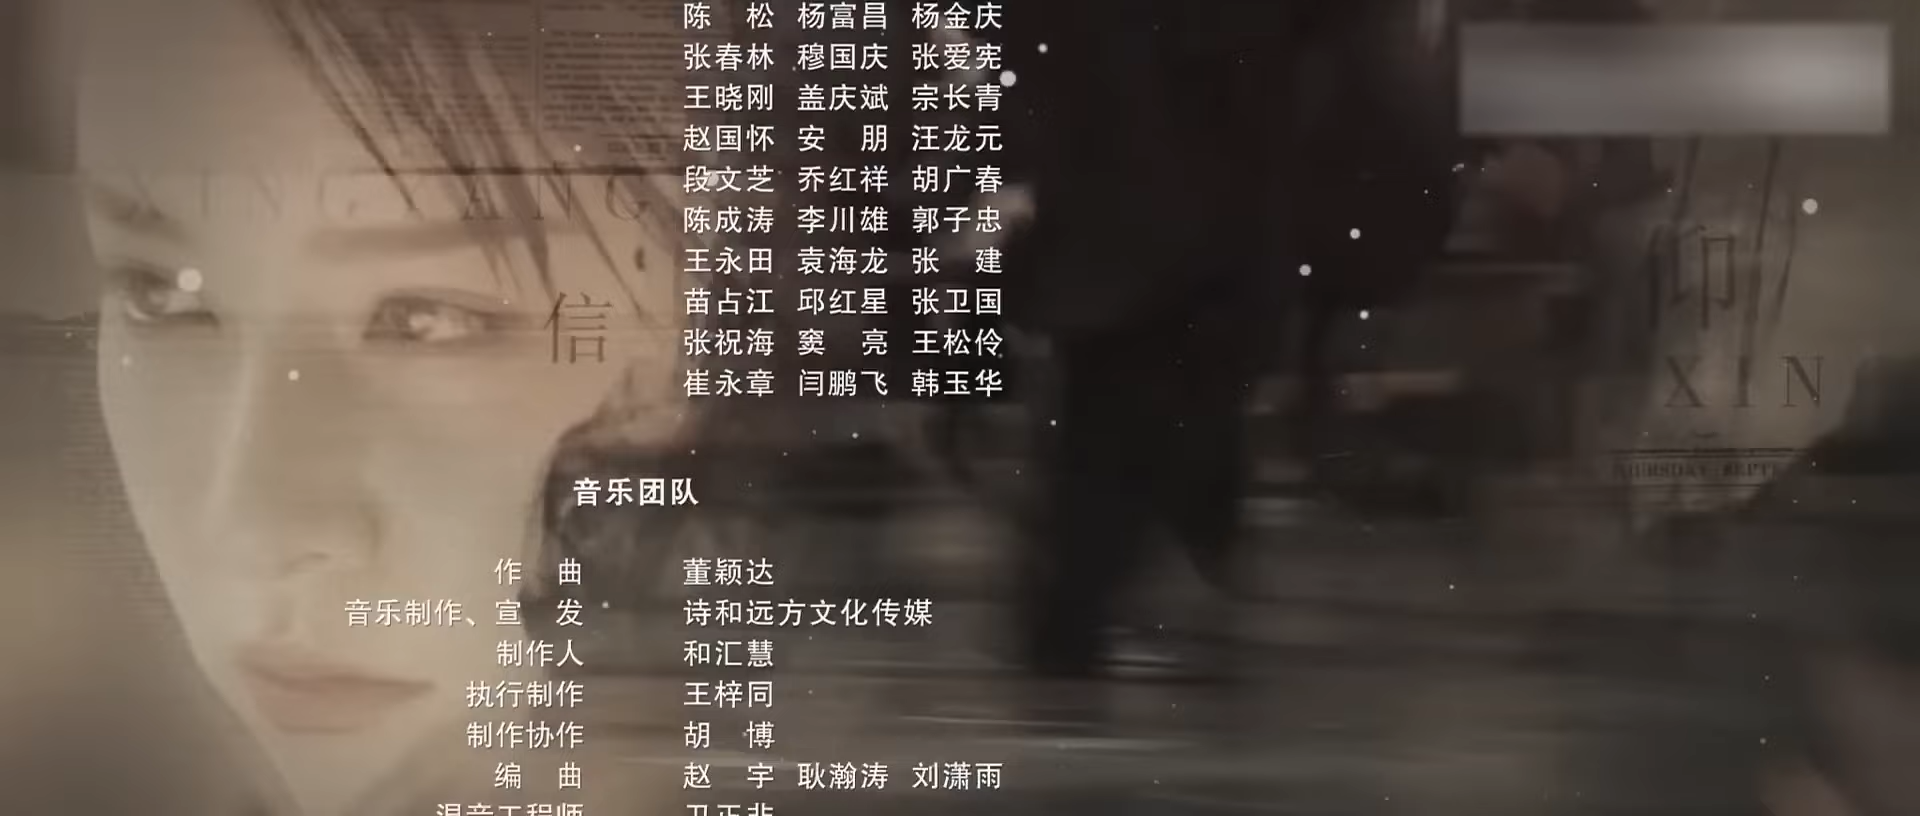 陈　松 杨富昌 杨金庆
张春林 穆国庆 张爱宪
王晓刚 盖庆斌 宗长青
赵国怀 安　朋 汪龙元
段文芝 乔红祥 胡广春
陈成涛 李川雄 郭子忠
王永田 袁海龙 张　建
苗占江 邱红星 张卫国
张祝海 窦　亮 王松伶
崔永章 闫鹏飞 韩玉华
音乐团队
作　曲 董颖达
音乐制作、宣　发 诗和远方文化传媒
制作人 和汇慧
执行制作 王梓同
制作协作 胡　博
编　曲 赵　宇 耿瀚涛 刘潇雨
信
仰
XIN